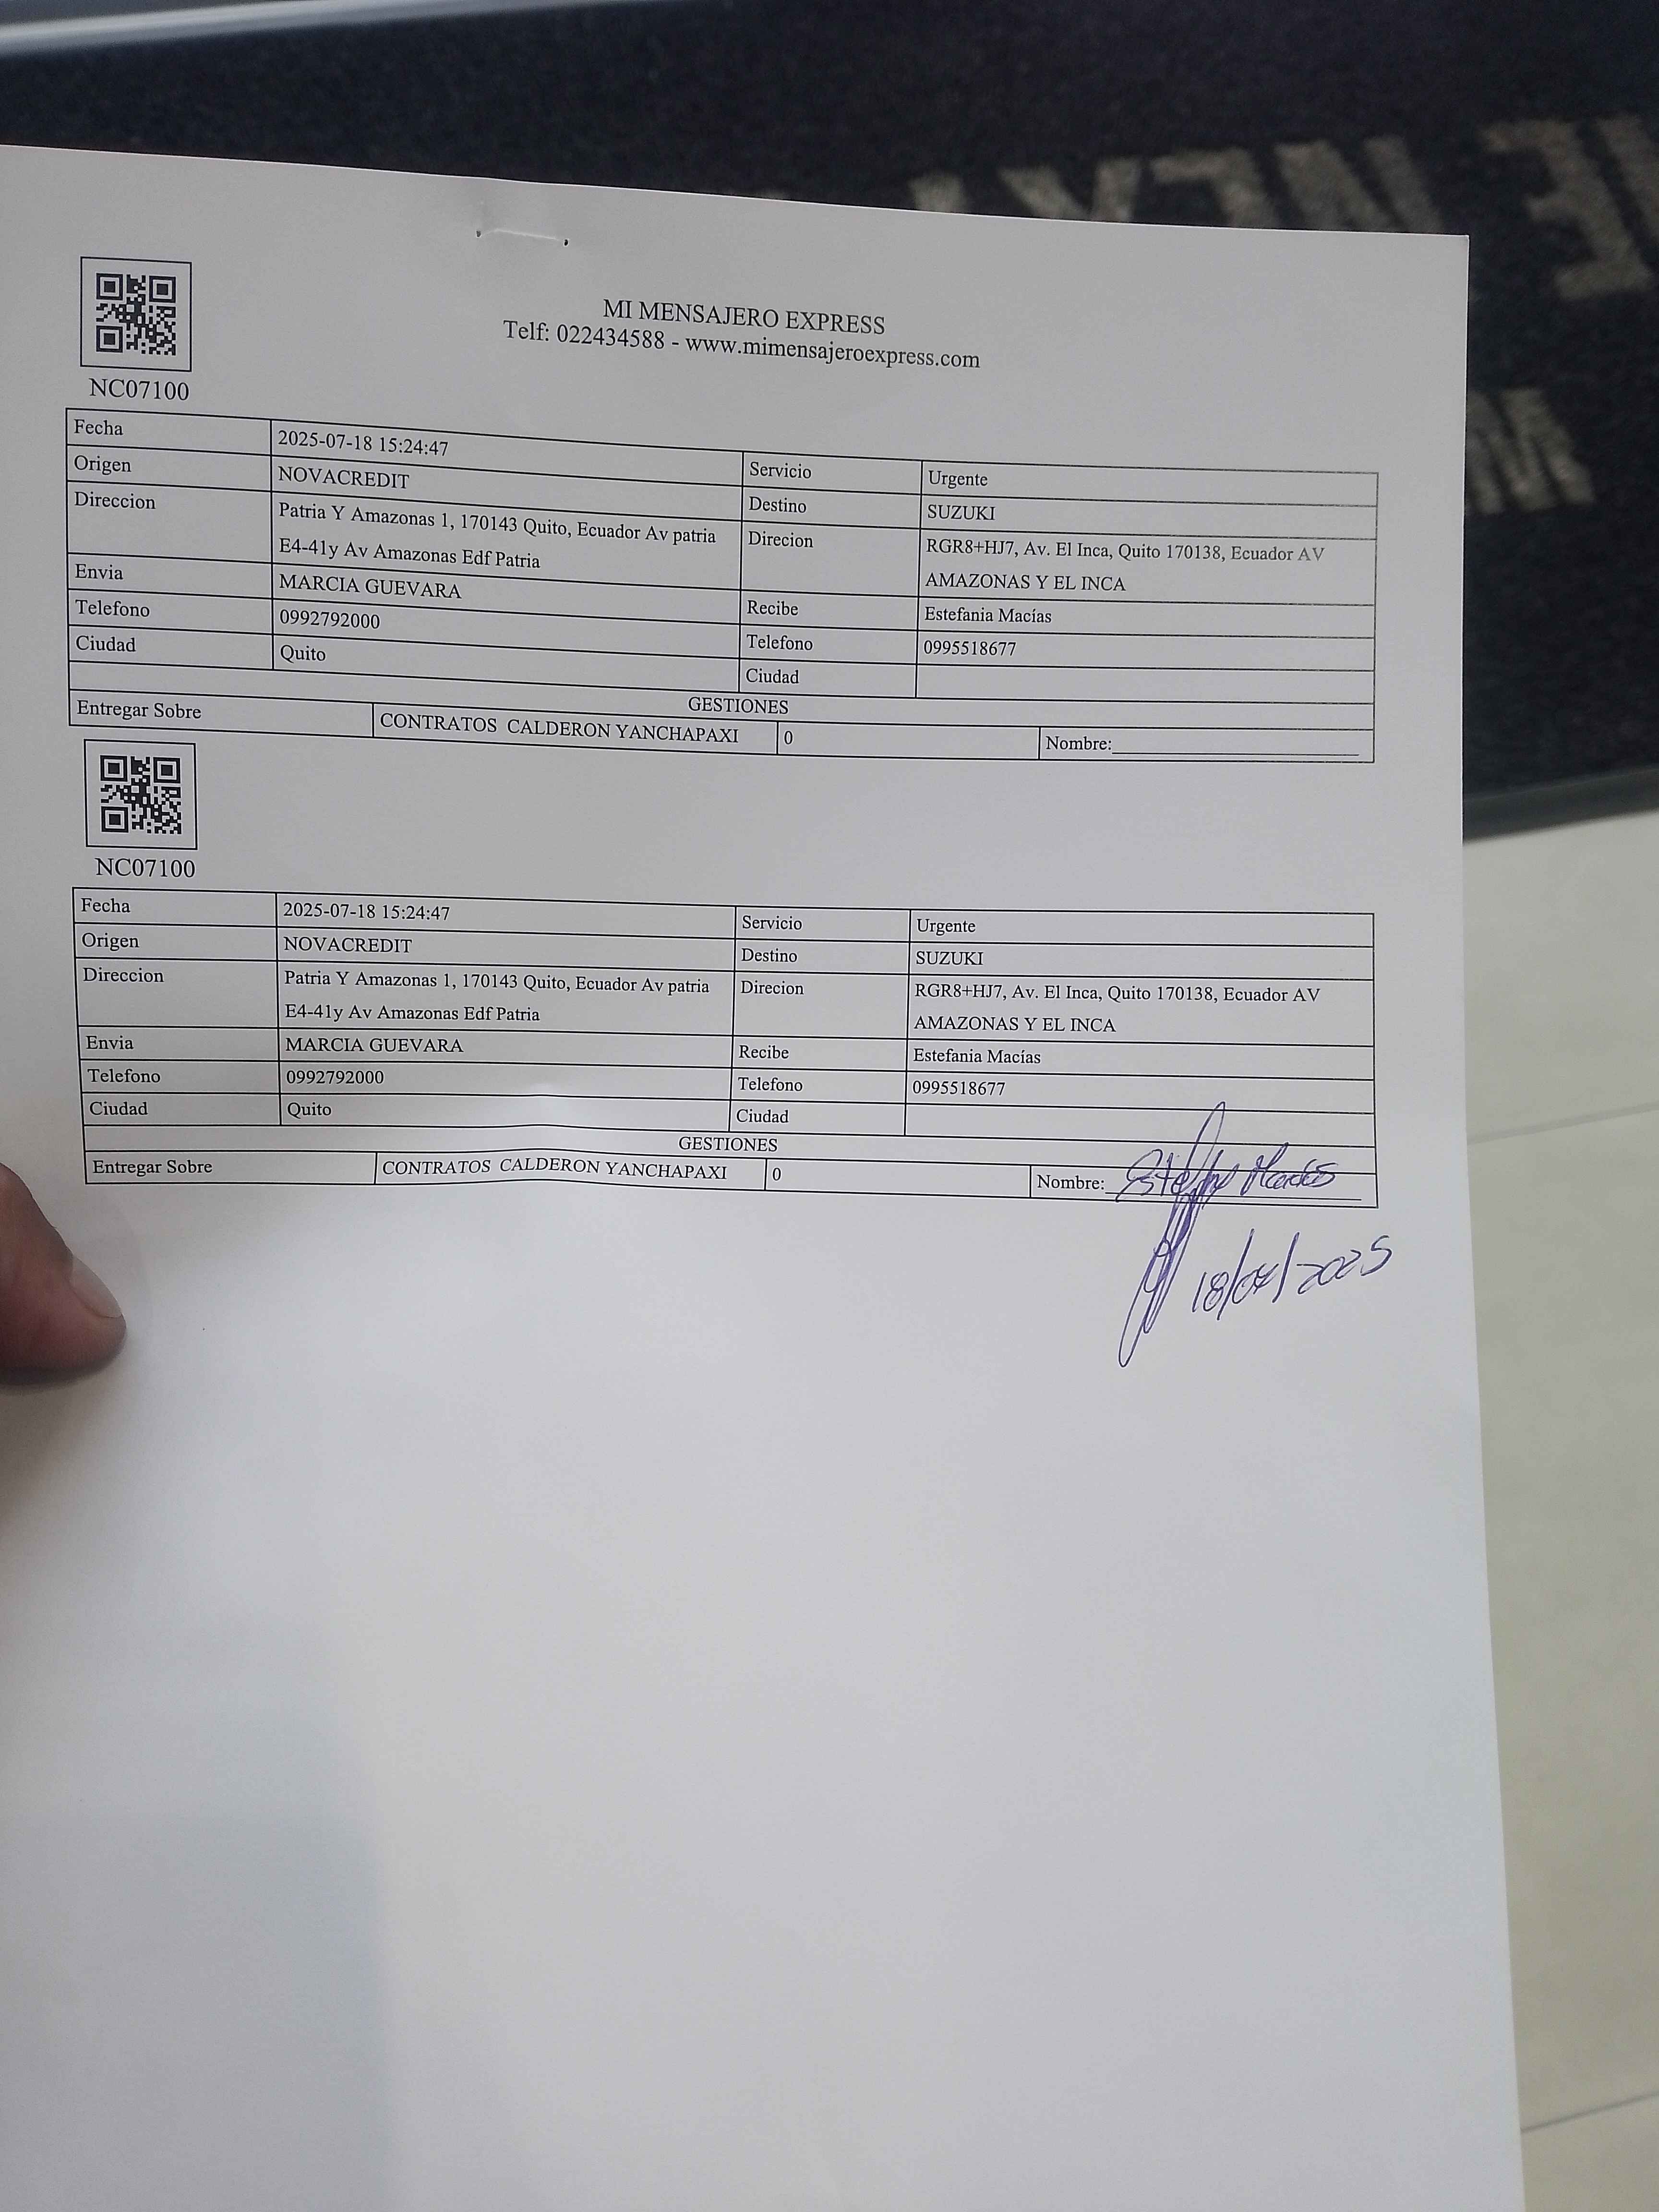 MI MENSAJERO EXPRESS
Telf: 022434588 - www.mimensajeroexpress.com
NC07100
Fecha 2025-07-18 15:24:47 Servicio Urgente
Origen NOVACREDIT Destino SUZUKI
Direccion Patria Y Amazonas 1, 170143 Quito, Ecuador Av patria Direcion RGR8+HJ7, Av. El Inca, Quito 170138, Ecuador AV
E4-41y Av Amazonas Edf Patria AMAZONAS Y EL INCA
Envia MARCIA GUEVARA Recibe Estefania Macías
Telefono 0992792000 Telefono 0995518677
Ciudad Quito Ciudad
GESTIONES
Entregar Sobre CONTRATOS CALDERON YANCHAPAXI 0 Nombre:
NC07100
Fecha 2025-07-18 15:24:47 Servicio Urgente
Origen NOVACREDIT Destino SUZUKI
Direccion Patria Y Amazonas 1, 170143 Quito, Ecuador Av patria Direcion RGR8+HJ7, Av. El Inca, Quito 170138, Ecuador AV
E4-41y Av Amazonas Edf Patria AMAZONAS Y EL INCA
Envia MARCIA GUEVARA Recibe Estefania Macías
Telefono 0992792000 Telefono 0995518677
Ciudad Quito Ciudad
GESTIONES
Entregar Sobre CONTRATOS CALDERON YANCHAPAXI 0 Nombre:
18/07/2025